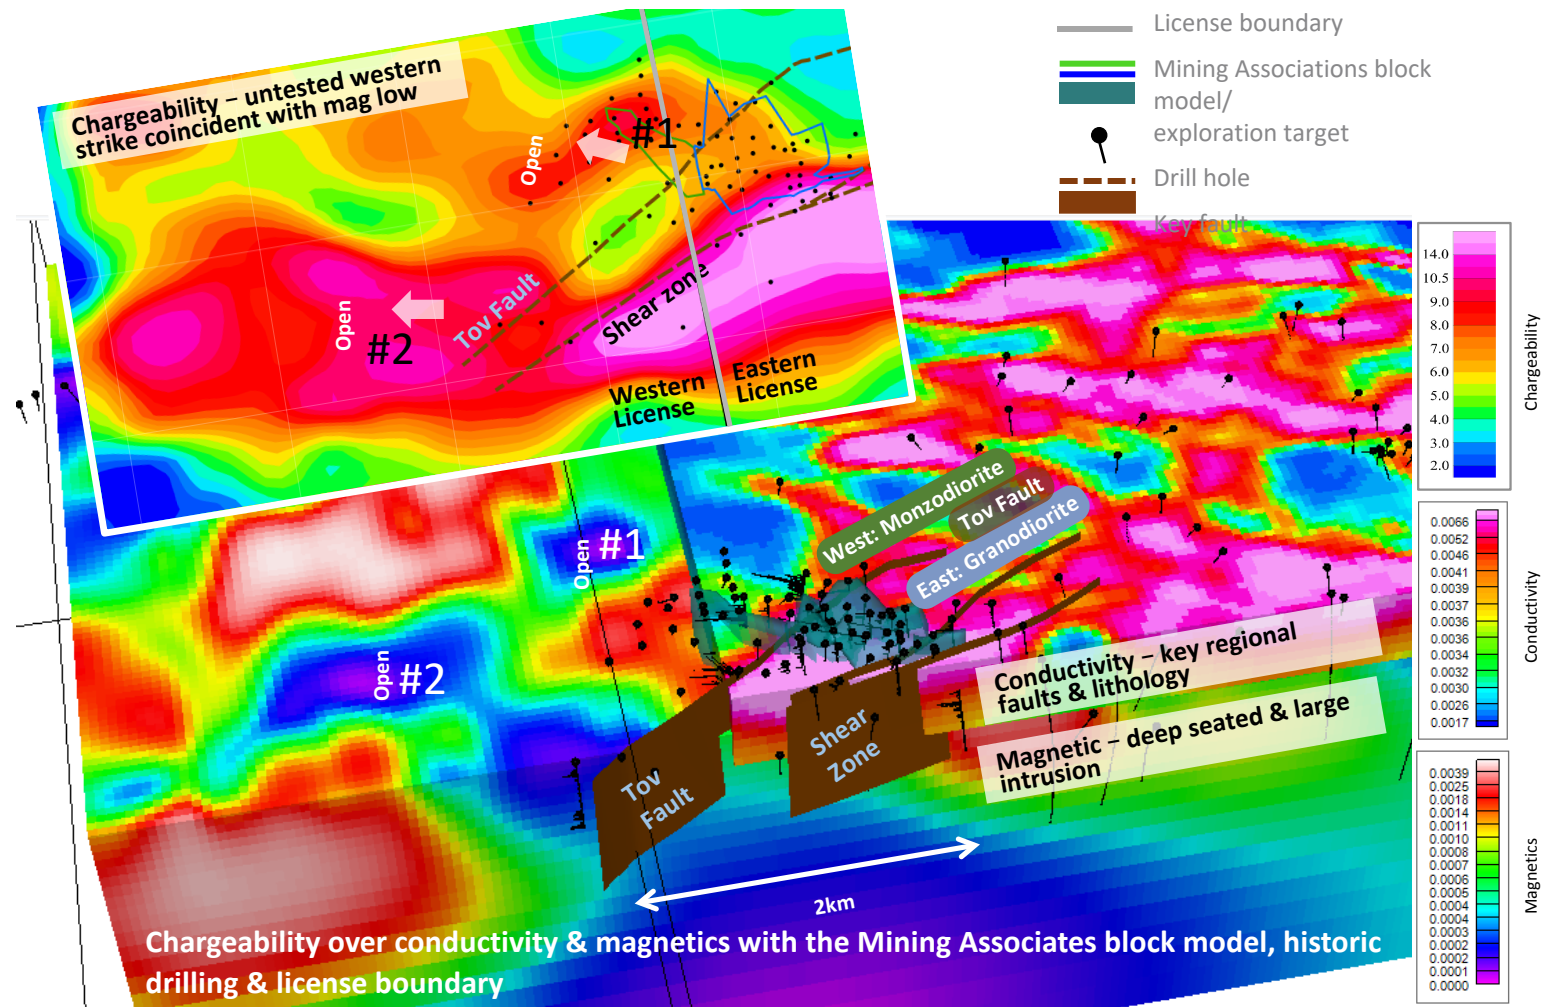 License boundary
Mining Associations block
model/
exploration target
Drill hole
Key fault
Chargeability – untested western
strike coincident with mag low
Open
#1
Open
#2
Tov Fault
Shear zone
Western
License
Eastern
License
14.0
10.5
9.0
8.0
7.0
6.0
5.0
4.0
3.0
2.0
Chargeability
West: Monzodiorite
Tov Fault
East: Granodiorite
Open
#1
Open
#2
0.0066
0.0052
0.0046
0.0041
0.0039
0.0037
0.0036
0.0036
0.0034
0.0032
0.0030
0.0026
0.0017
Conductivity
Conductivity – key regional
faults & lithology
Magnetic – deep seated & large
intrusion
Tov
Fault
Shear
Zone
2km
0.0039
0.0025
0.0018
0.0014
0.0011
0.0010
0.0008
0.0007
0.0006
0.0005
0.0004
0.0004
0.0003
0.0002
0.0002
0.0001
0.0000
Magnetics
Chargeability over conductivity & magnetics with the Mining Associates block model, historic
drilling & license boundary